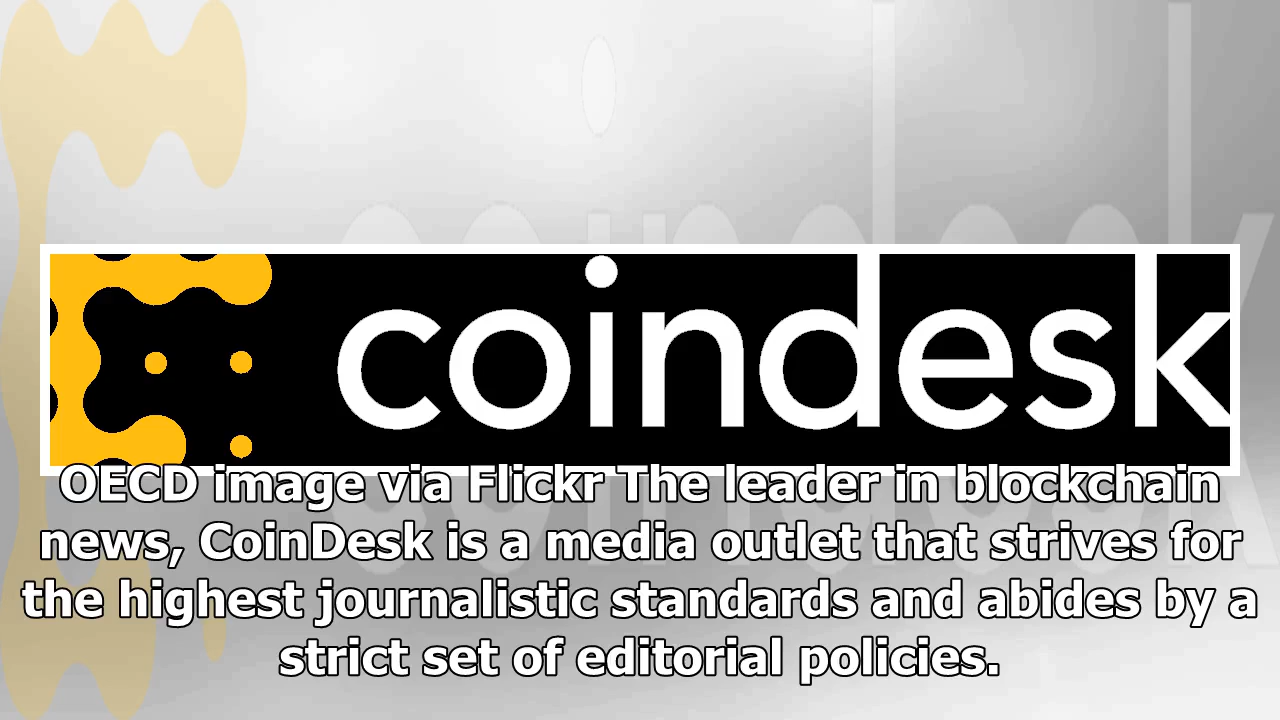 coindesk
OECD image via Flickr The leader in blockchain
news, CoinDesk is a media outlet that strives for
the highest journalistic standards and abides by a
strict set of editorial policies.